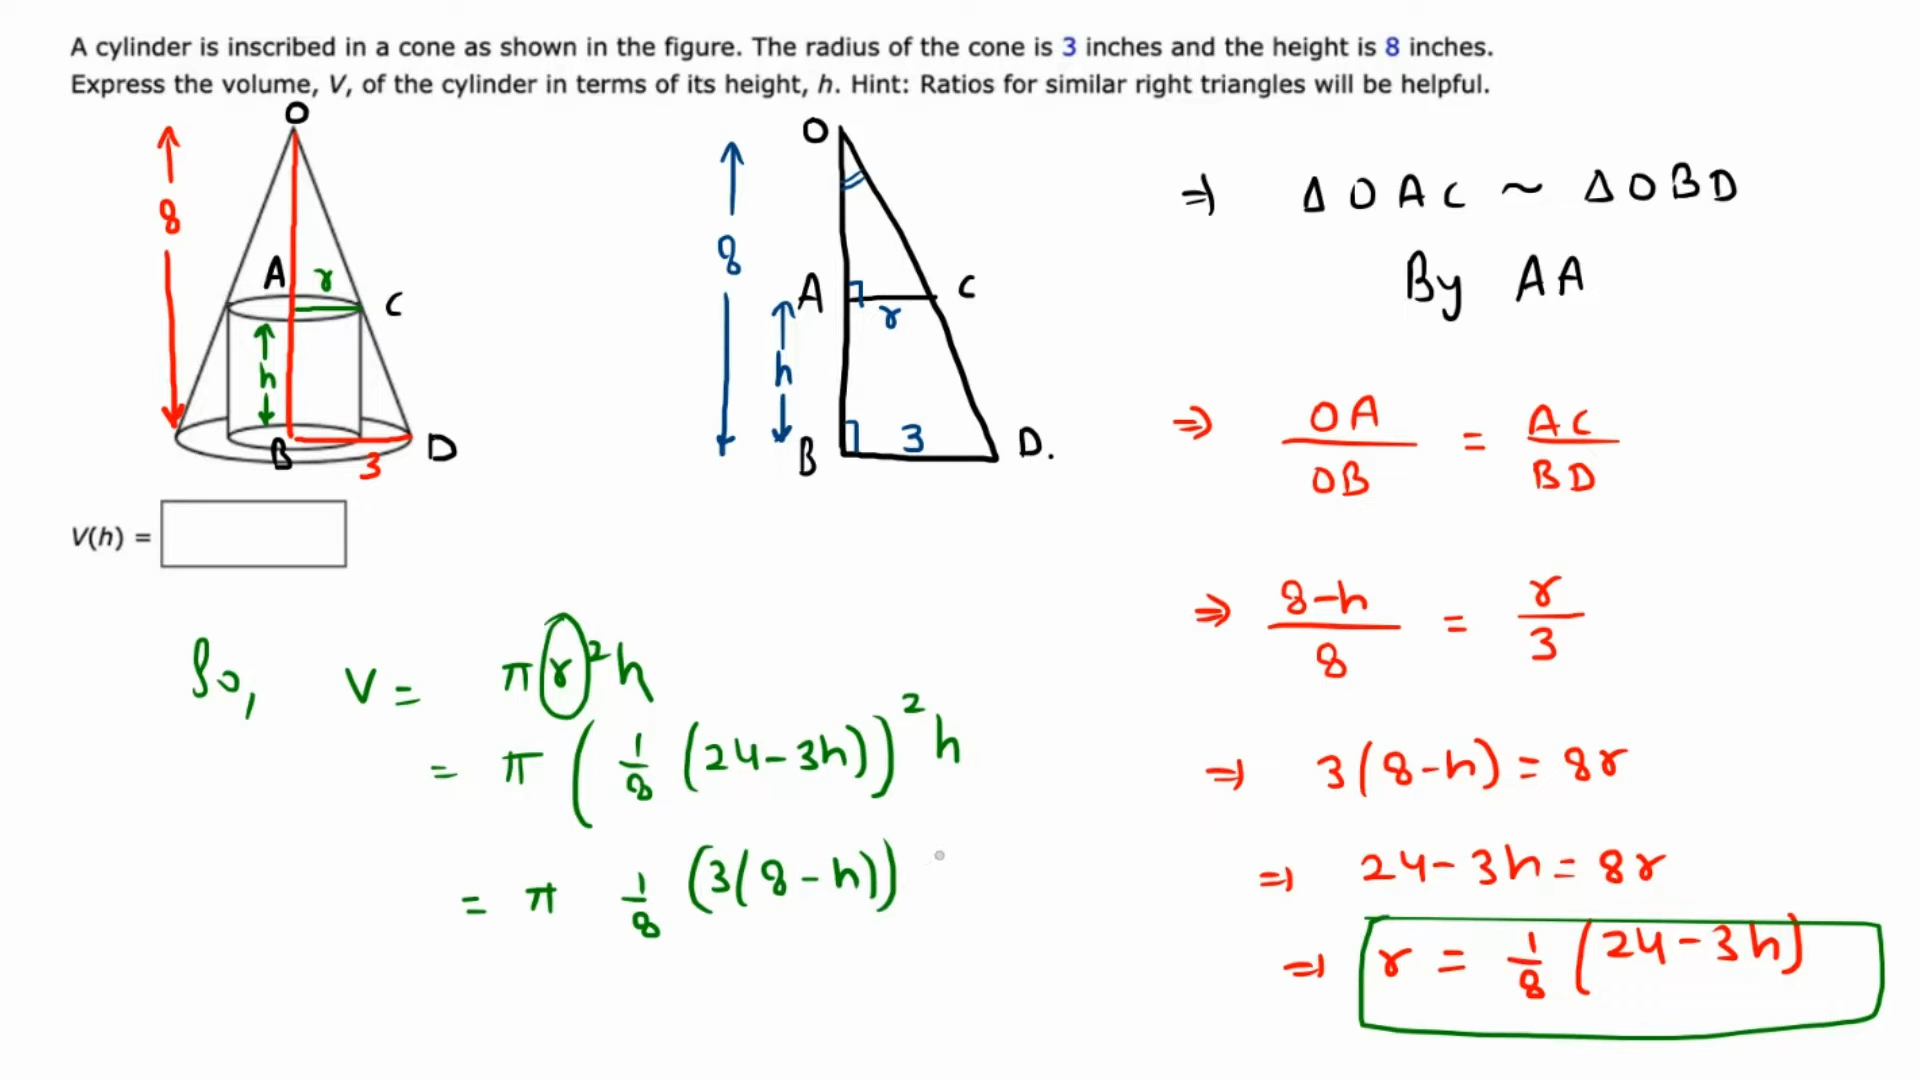 A cylinder is inscribed in a cone as shown in the figure. The radius of the cone is 3 inches and the height is 8 inches.
Express the volume, V, of the cylinder in terms of its height, h. Hint: Ratios for similar right triangles will be helpful.
O
8
A
r
C
h
B
3
D
O
8
A
r
C
h
B
3
D.
V(h) =
⇒ Δ OAC ~ Δ OBD
By AA
⇒ OA/OB = AC/BD
⇒ 8-h/8 = r/3
⇒ 3(8-h) = 8r
⇒ 24-3h = 8r
⇒ r = 1/8 (24-3h)
So, V = πr²h
= π (1/8 (24-3h))² h
= π 1/8 (3(8-h))